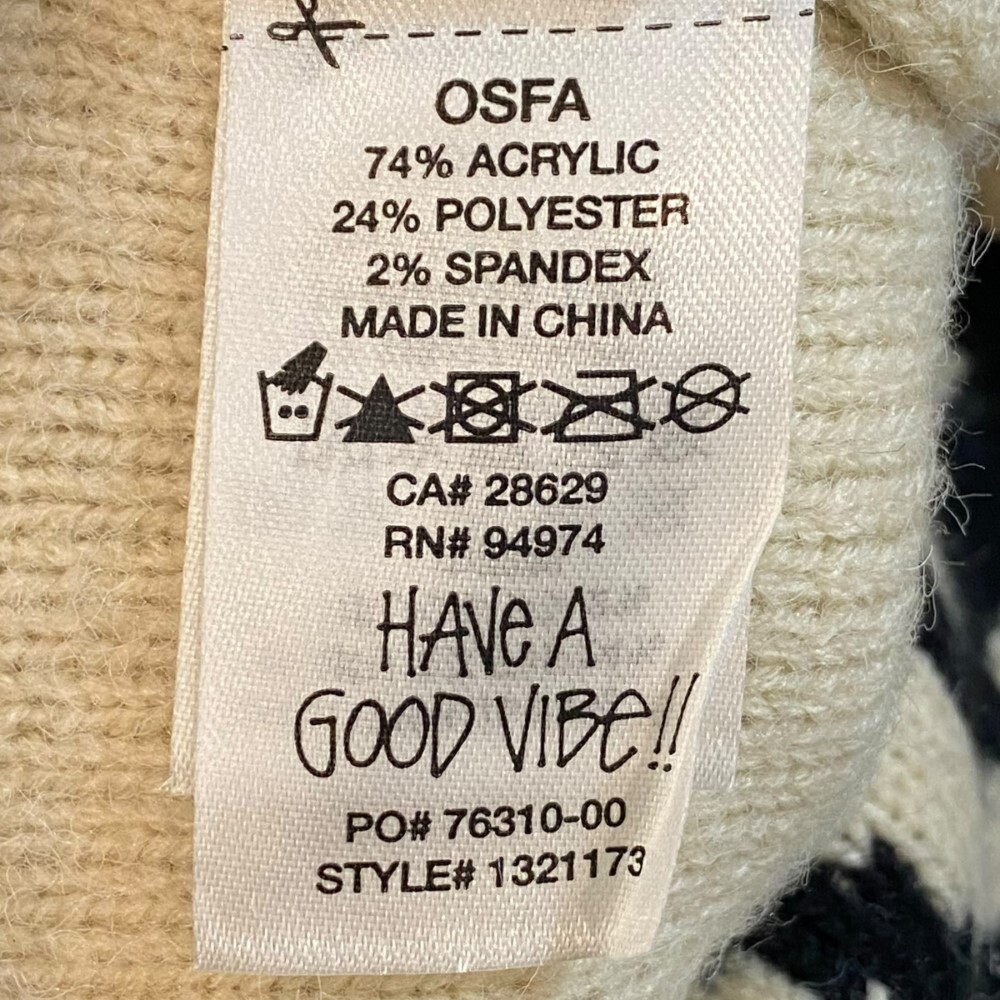 OSFA
74% ACRYLIC
24% POLYESTER
2% SPANDEX
MADE IN CHINA
CA# 28629
RN# 94974
HAVe A
GOOD VIBe!!
PO# 76310-00
STYLE# 1321173